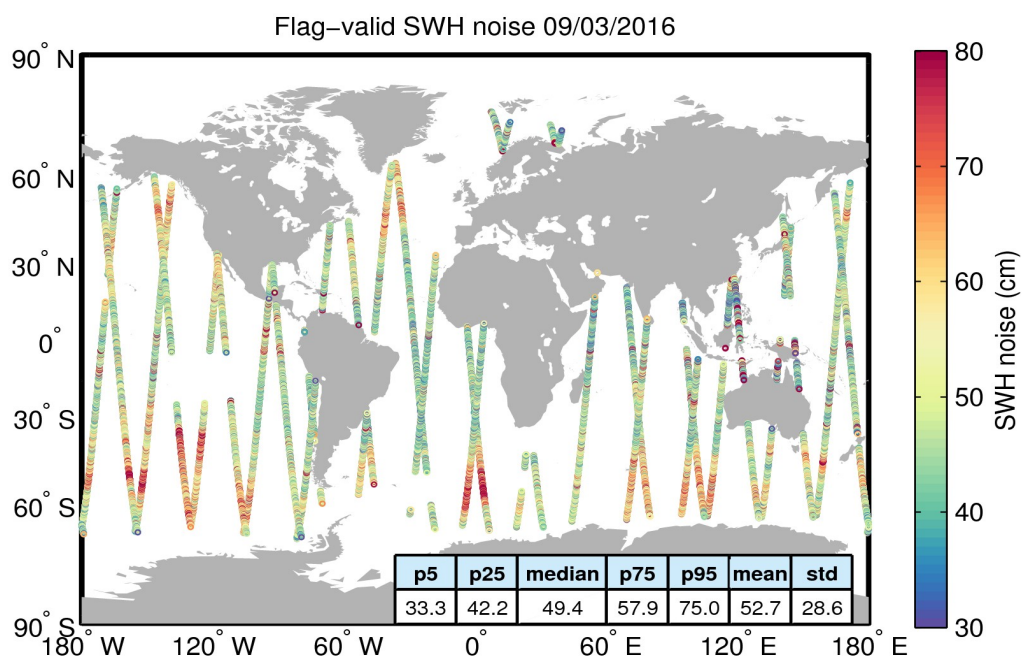 Flag−valid SWH noise 09/03/2016
90° N
60° N
30° N
0°
30° S
60° S
90° S
180° W
120° W
60° W
0°
60° E
120° E
180° E
80
70
60
50
40
30
SWH noise (cm)
p5 p25 median p75 p95 mean std
33.3 42.2 49.4 57.9 75.0 52.7 28.6